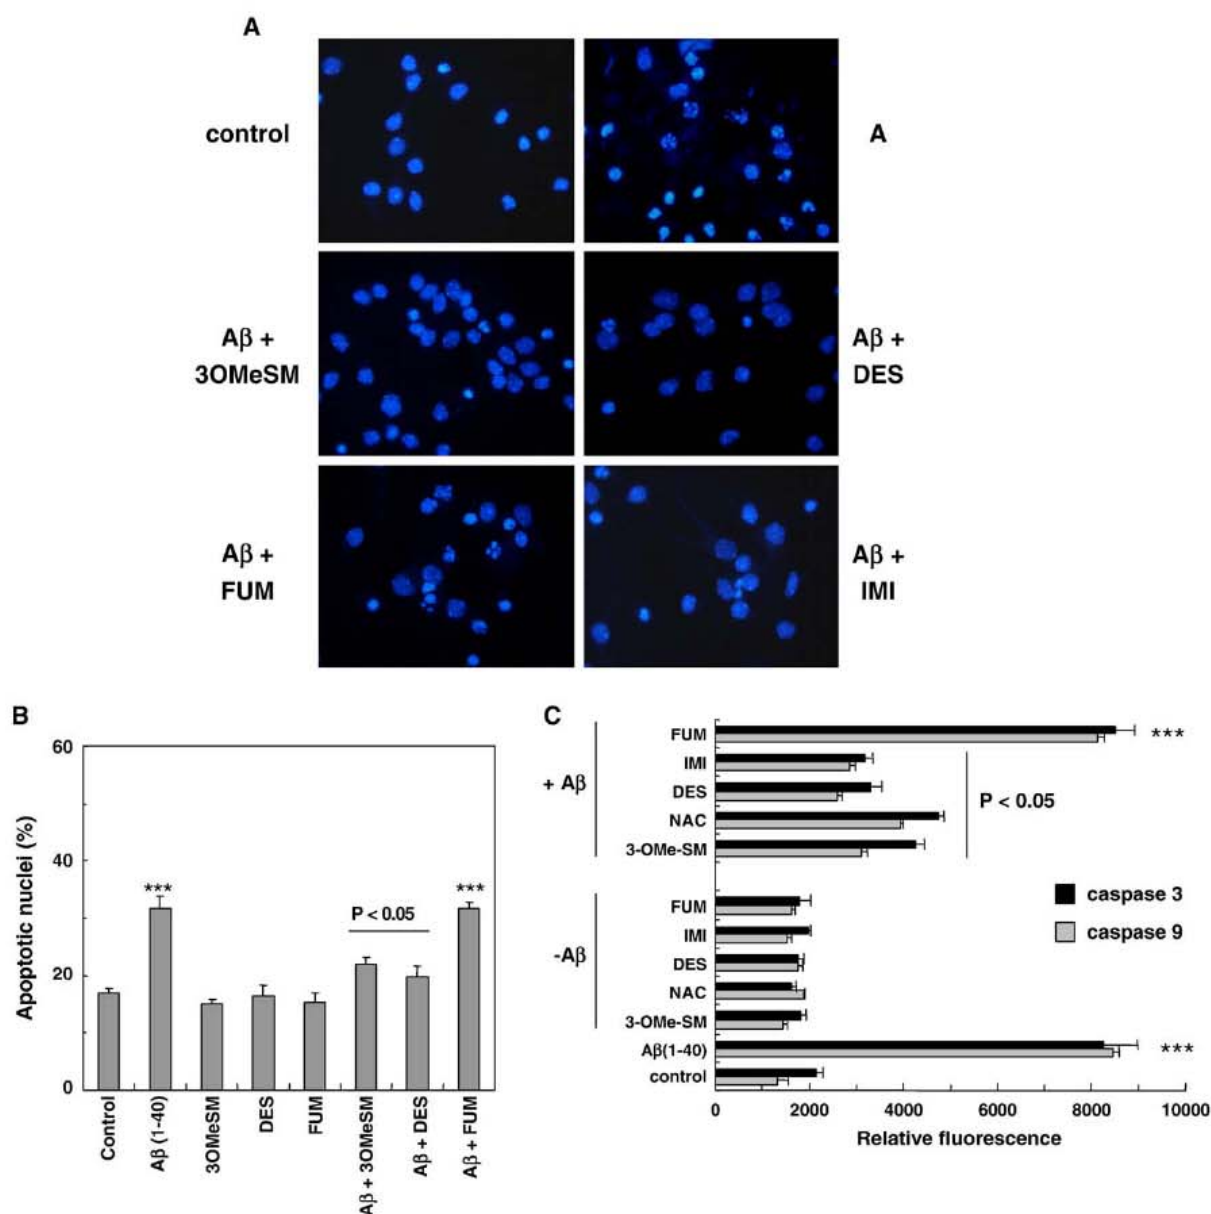 A
control
A
Aβ +
3OMeSM
Aβ +
DES
Aβ +
FUM
Aβ +
IMI
B
60
40
20
0
Apoptotic nuclei (%)
***
P < 0.05
***
Control
Aβ (1-40)
3OMeSM
DES
FUM
Aβ + 3OMeSM
Aβ + DES
Aβ + FUM
C
+ Aβ
FUM
IMI
DES
NAC
3-OMe-SM
***
P < 0.05
-Aβ
FUM
IMI
DES
NAC
3-OMe-SM
Aβ(1-40)
control
caspase 3
caspase 9
***
0 2000 4000 6000 8000 10000
Relative fluorescence